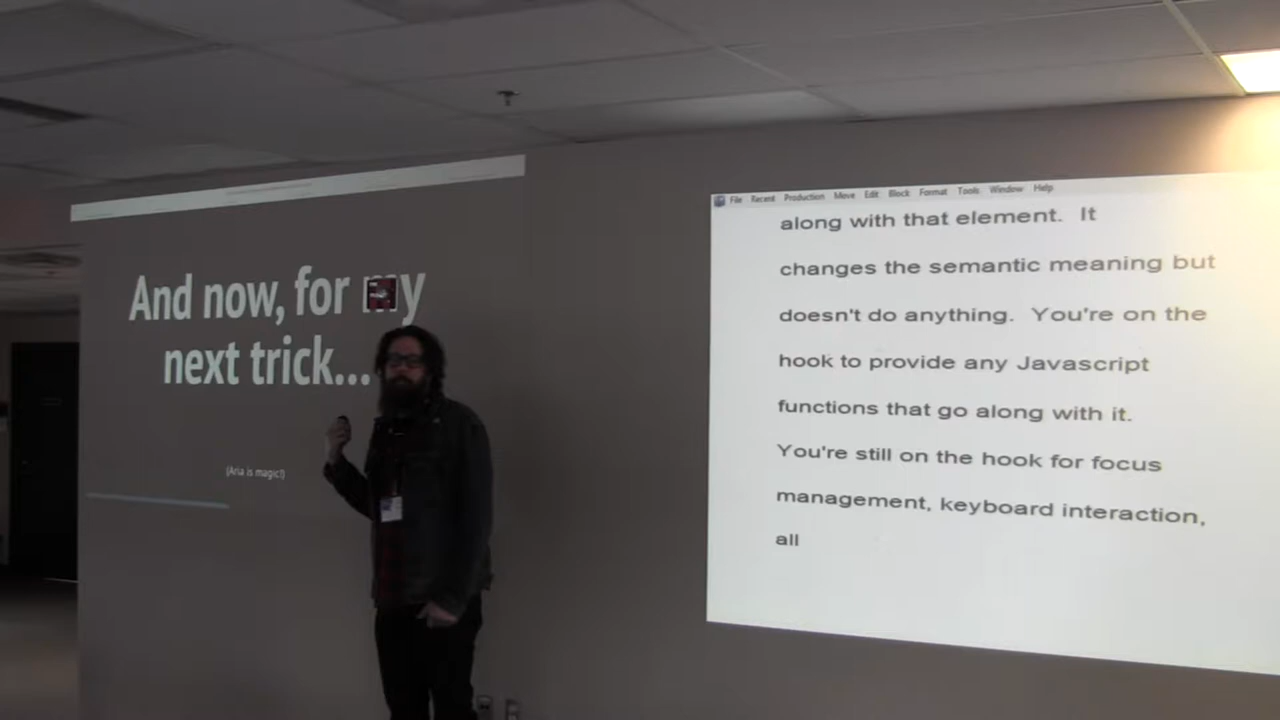 And now, for my
next trick...
(Aria is magic!)
File Recent Production Move Edit Block Format Tools Window Help
along with that element. It
changes the semantic meaning but
doesn't do anything. You're on the
hook to provide any Javascript
functions that go along with it.
You're still on the hook for focus
management, keyboard interaction,
all